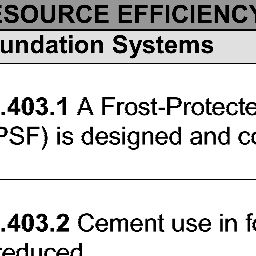 ESOURCE EFFICIENCY
undation Systems
.403.1 A Frost-Protecte
PSF) is designed and co
.403.2 Cement use in fo
reduced